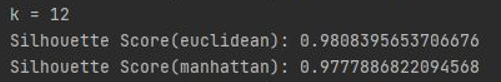 k = 12
Silhouette Score(euclidean): 0.9808395653706676
Silhouette Score(manhattan): 0.9777886822094568